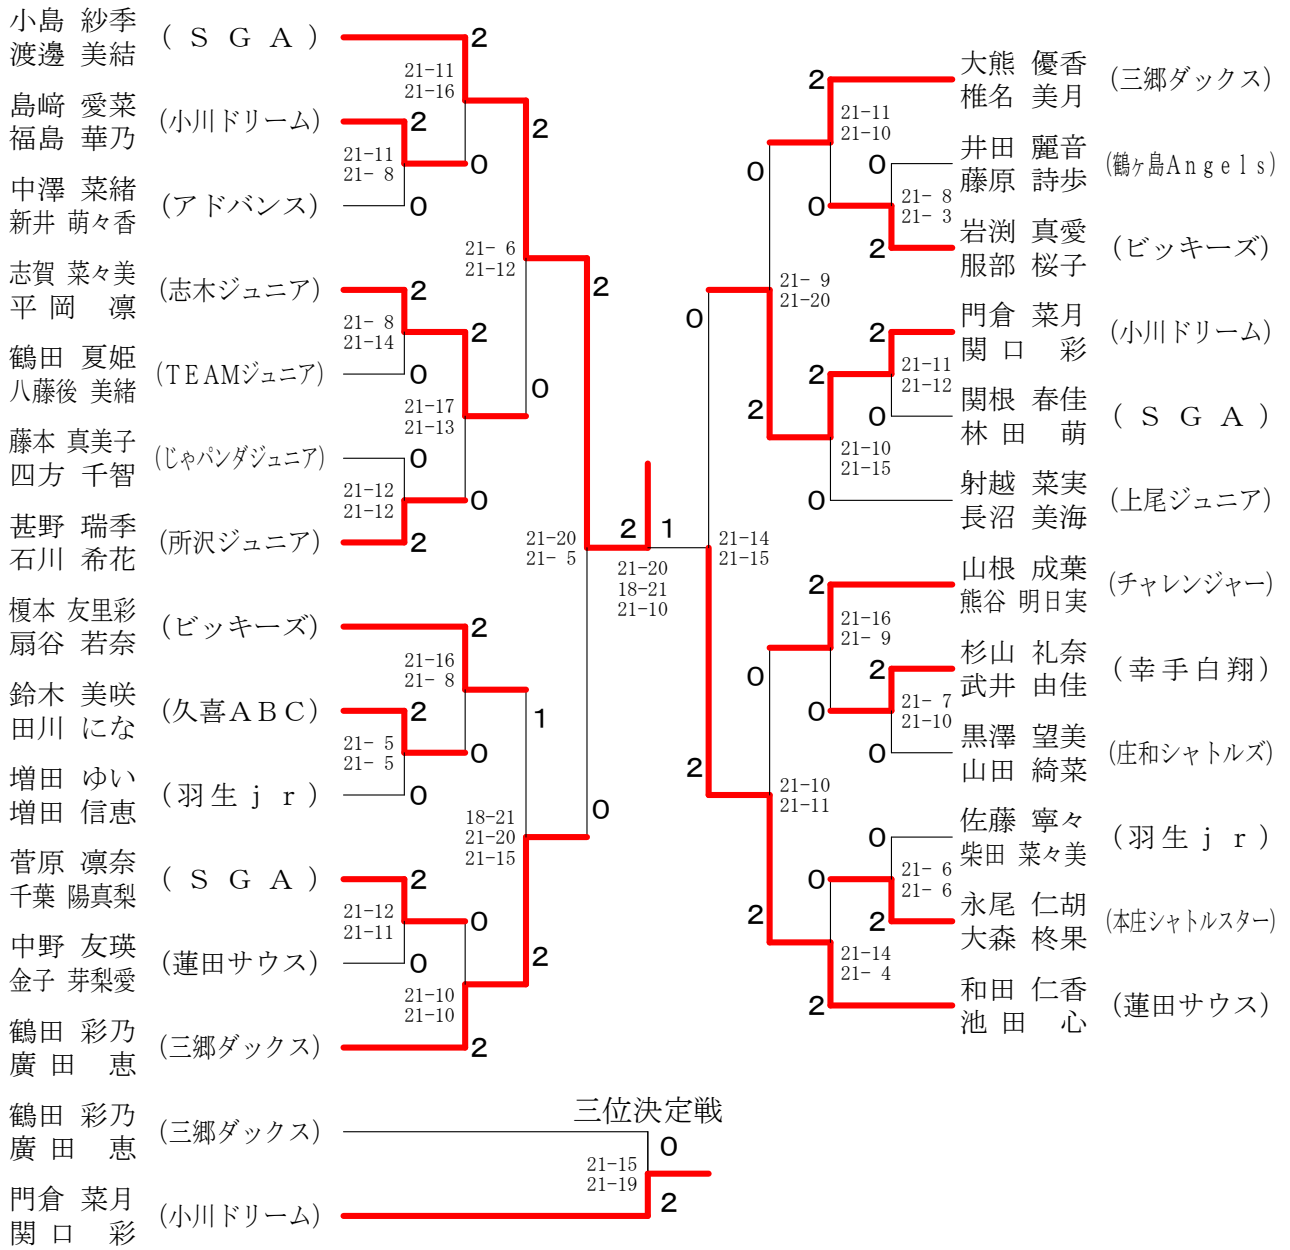 小島 紗季
渡邊 美結
(ＳＧＡ)
2
21-11
21-16
島﨑 愛菜
福島 華乃
(小川ドリーム)
2
2
21-11
21- 8
0
中澤 菜緒
新井 萌々香
(アドバンス)
0
21- 6
21-12
志賀 菜々美
平岡 凛
(志木ジュニア)
2
2
21- 8
21-14
2
鶴田 夏姫
八藤後 美緒
(TEAMジュニア)
0
0
21-17
21-13
藤本 真美子
四方 千智
(じゃパンダジュニア)
0
21-12
21-12
0
甚野 瑞季
石川 希花
(所沢ジュニア)
2
21-20
21- 5
2
1
21-20
18-21
21-10
榎本 友里彩
扇谷 若奈
(ビッキーズ)
2
21-16
21- 8
鈴木 美咲
田川 にな
(久喜ＡＢＣ)
2
1
21- 5
21- 5
0
増田 ゆい
増田 信恵
(羽生ｊｒ)
0
0
18-21
21-20
21-15
菅原 凛奈
千葉 陽真梨
(ＳＧＡ)
2
21-12
21-11
0
中野 友瑛
金子 芽梨愛
(蓮田サウス)
0
2
21-10
21-10
鶴田 彩乃
廣田 恵
(三郷ダックス)
2
2
大熊 優香
椎名 美月
(三郷ダックス)
21-11
21-10
0
0
井田 麗音
藤原 詩歩
(鶴ヶ島Ａｎｇｅｌｓ)
0
21- 8
21- 3
2
岩渕 真愛
服部 桜子
(ビッキーズ)
21- 9
21-20
0
2
門倉 菜月
関口 彩
(小川ドリーム)
2
21-11
21-12
2
0
関根 春佳
林田 萌
(ＳＧＡ)
21-10
21-15
0
射越 菜実
長沼 美海
(上尾ジュニア)
21-14
21-15
2
山根 成葉
熊谷 明日実
(チャレンジャー)
21-16
21- 9
0
2
杉山 礼奈
武井 由佳
(幸手白翔)
0
21- 7
21-10
0
黒澤 望美
山田 綺菜
(庄和シャトルズ)
2
21-10
21-11
0
佐藤 寧々
柴田 菜々美
(羽生ｊｒ)
0
21- 6
21- 6
2
2
永尾 仁胡
大森 柊果
(本庄シャトルスター)
21-14
21- 4
2
和田 仁香
池田 心
(蓮田サウス)
三位決定戦
鶴田 彩乃
廣田 恵
(三郷ダックス)
0
21-15
21-19
門倉 菜月
関口 彩
(小川ドリーム)
2